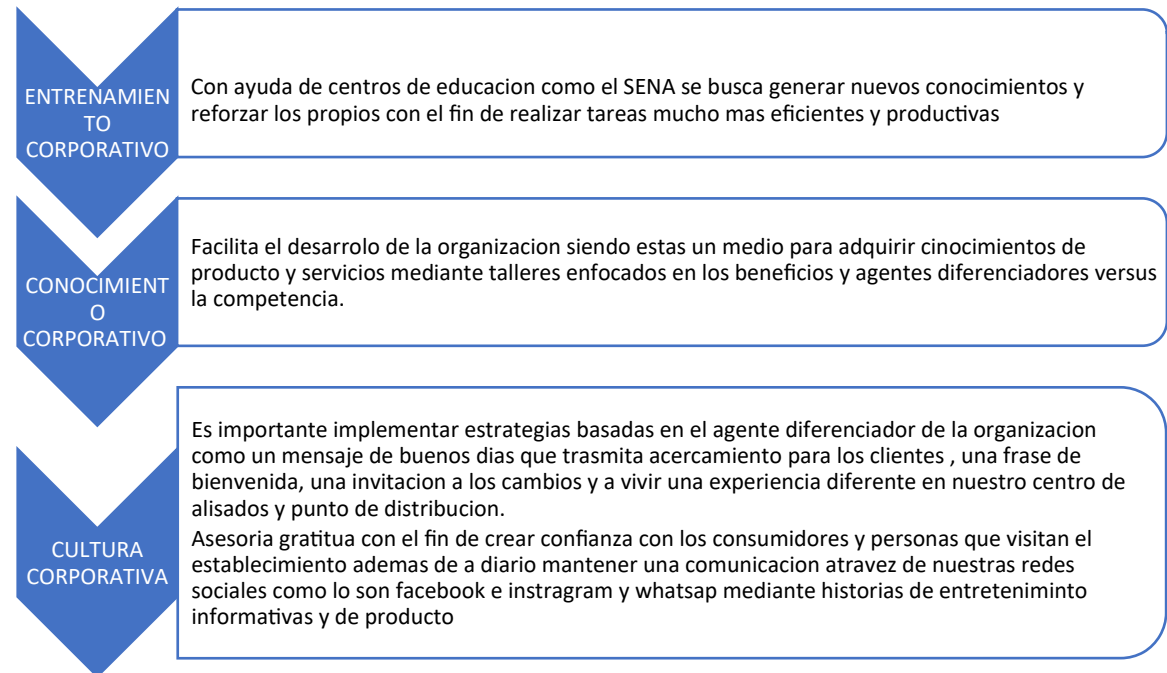 ENTRENAMIEN
TO
CORPORATIVO
Con ayuda de centros de educacion como el SENA se busca generar nuevos conocimientos y
reforzar los propios con el fin de realizar tareas mucho mas eficientes y productivas
CONOCIMIENT
O
CORPORATIVO
Facilita el desarrolo de la organizacion siendo estas un medio para adquirir cinocimientos de
producto y servicios mediante talleres enfocados en los beneficios y agentes diferenciadores versus
la competencia.
CULTURA
CORPORATIVA
Es importante implementar estrategias basadas en el agente diferenciador de la organizacion
como un mensaje de buenos dias que trasmita acercamiento para los clientes , una frase de
bienvenida, una invitacion a los cambios y a vivir una experiencia diferente en nuestro centro de
alisados y punto de distribucion.
Asesoria gratitua con el fin de crear confianza con los consumidores y personas que visitan el
establecimiento ademas de a diario mantener una comunicacion atravez de nuestras redes
sociales como lo son facebook e instragram y whatsap mediante historias de entreteniminto
informativas y de producto